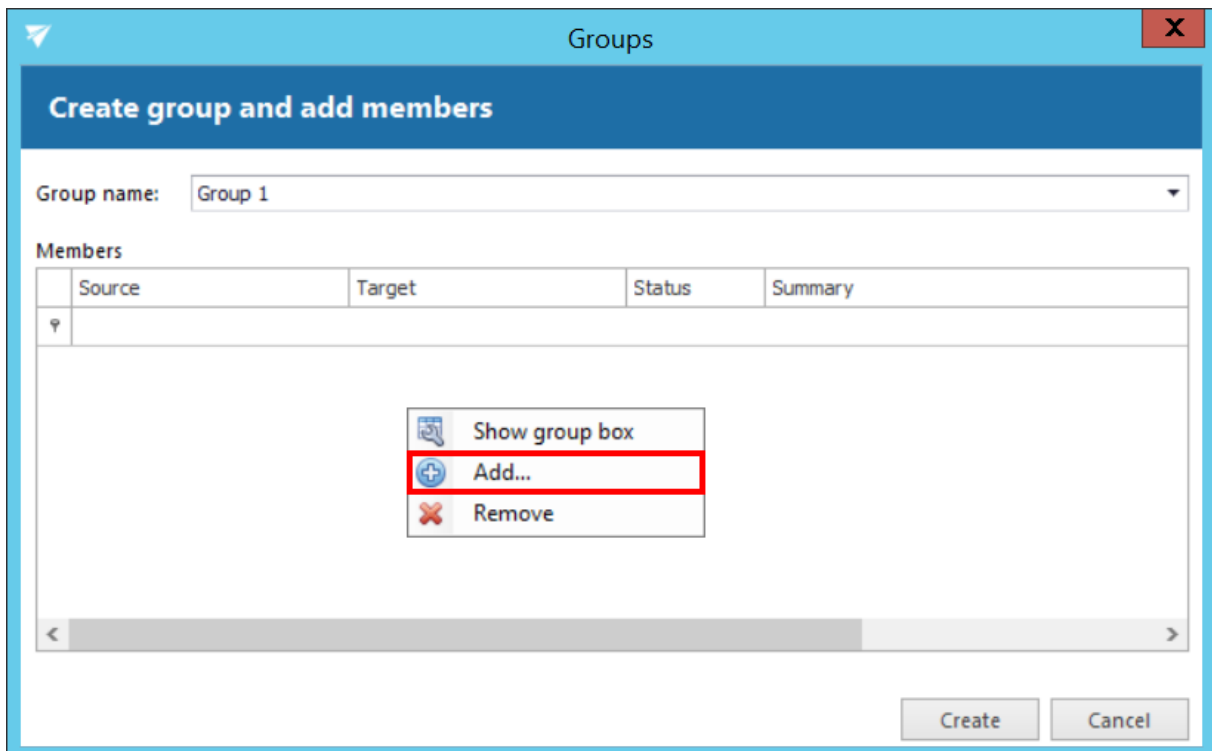 Groups
X
Create group and add members
Group name: Group 1
Members
Source Target Status Summary
Show group box
Add...
Remove
Create Cancel